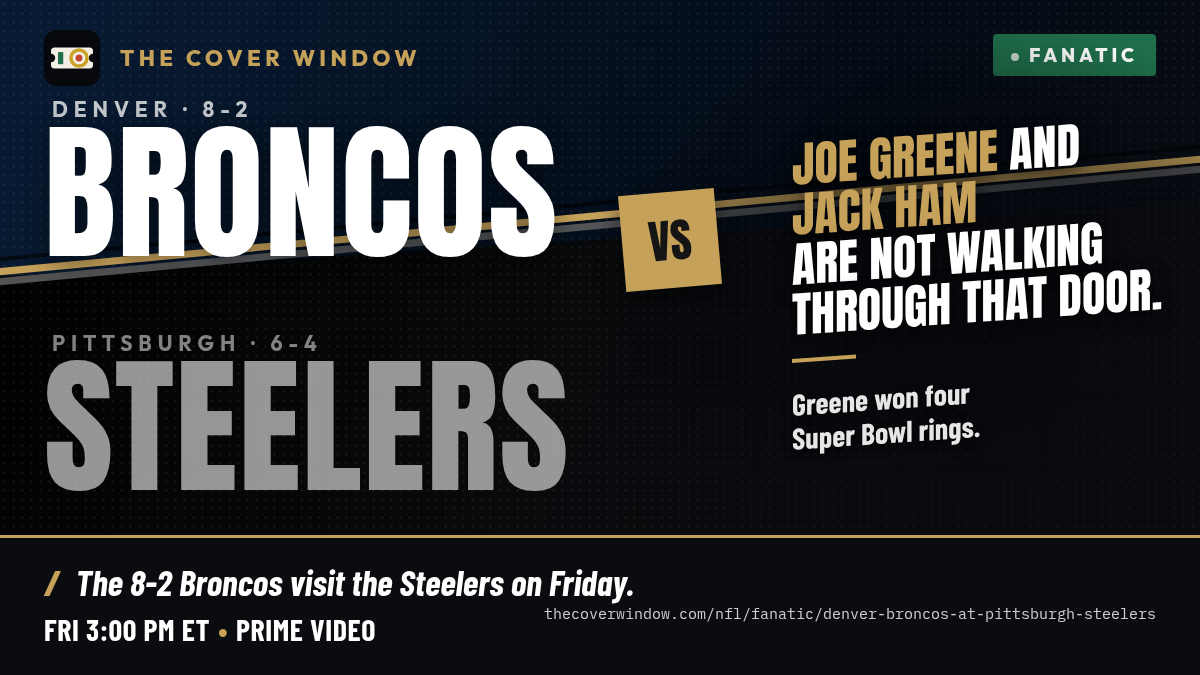 THE COVER WINDOW
FANATIC
DENVER · 8-2
BRONCOS
VS
PITTSBURGH · 6-4
STEELERS
JOE GREENE AND
JACK HAM
ARE NOT WALKING
THROUGH THAT DOOR.
Greene won four
Super Bowl rings.
/ The 8-2 Broncos visit the Steelers on Friday.
FRI 3:00 PM ET • PRIME VIDEO
thecoverwindow.com/nfl/fanatic/denver-broncos-at-pittsburgh-steelers